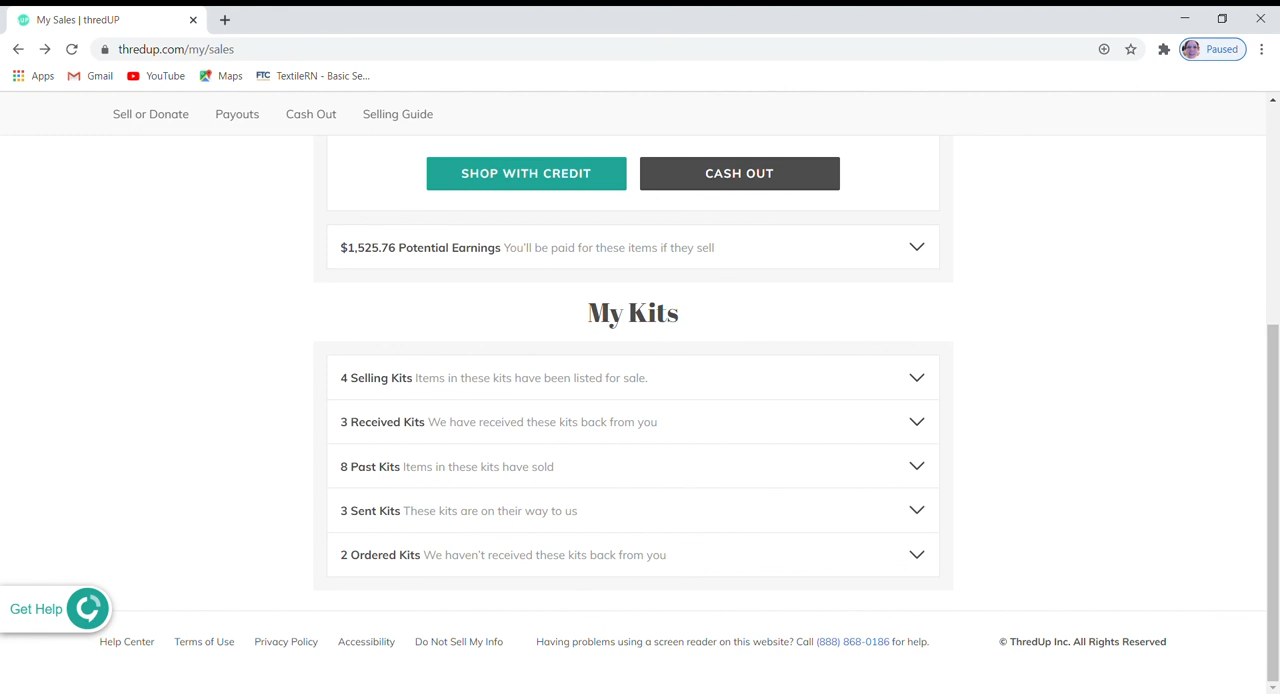 My Sales | thredUP
thredup.com/my/sales
Paused
Apps Gmail YouTube Maps FTC TextileRN - Basic Se...
Sell or Donate Payouts Cash Out Selling Guide
SHOP WITH CREDIT CASH OUT
$1,525.76 Potential Earnings You'll be paid for these items if they sell
My Kits
4 Selling Kits Items in these kits have been listed for sale.
3 Received Kits We have received these kits back from you
8 Past Kits Items in these kits have sold
3 Sent Kits These kits are on their way to us
2 Ordered Kits We haven't received these kits back from you
Get Help
Help Center Terms of Use Privacy Policy Accessibility Do Not Sell My Info Having problems using a screen reader on this website? Call (888) 868-0186 for help. © ThredUp Inc. All Rights Reserved